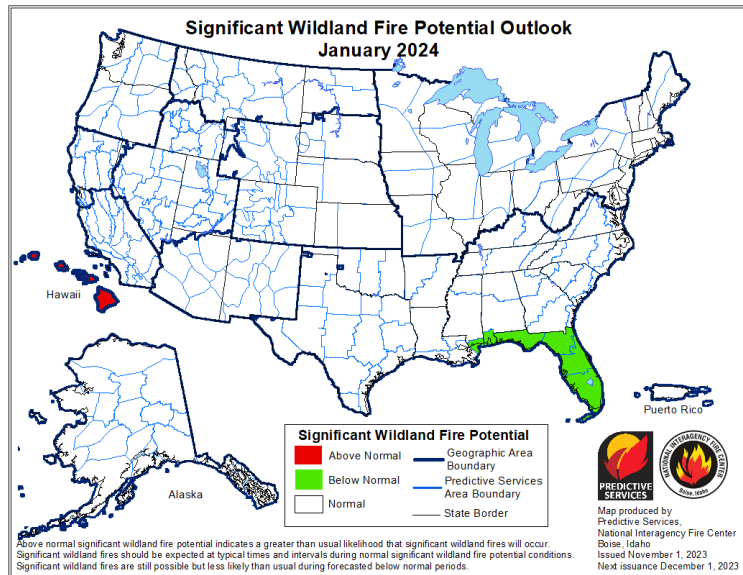 Significant Wildland Fire Potential Outlook
January 2024
Hawaii
Alaska
Puerto Rico
Significant Wildland Fire Potential
Above Normal
Below Normal
Normal
Geographic Area
Boundary
Predictive Services
Area Boundary
State Border
PREDICTIVE
SERVICES
NATIONAL INTERAGENCY FIRE CENTER
Boise, Idaho
Map produced by
Predictive Services,
National Interagency Fire Center
Boise, Idaho
Issued November 1, 2023
Next issuance December 1, 2023
Above normal significant wildland fire potential indicates a greater than usual likelihood that significant wildland fires will occur.
Significant wildland fires should be expected at typical times and intervals during normal significant wildland fire potential conditions.
Significant wildland fires are still possible but less likely than usual during forecasted below normal periods.